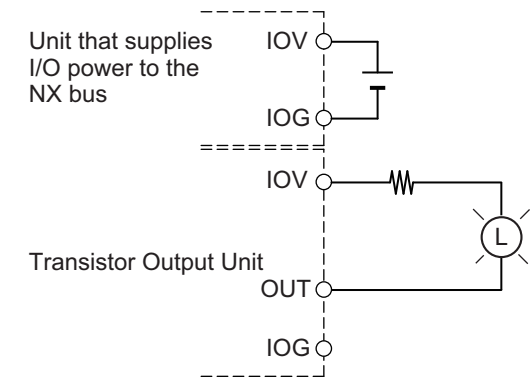 Unit that supplies
I/O power to the
NX bus
IOV
IOG
IOV
L
Transistor Output Unit
OUT
IOG